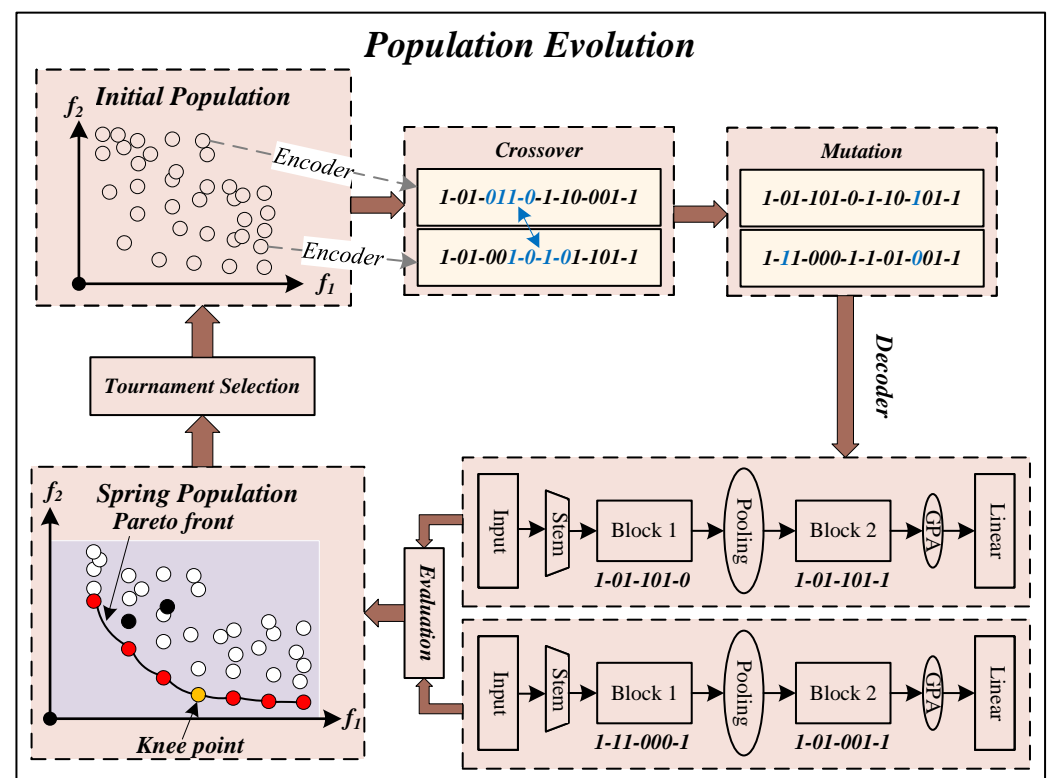 Population Evolution
Initial Population
f2
f1
Encoder
Encoder
Crossover
1-01-011-0-1-10-001-1
1-01-001-0-1-01-101-1
Mutation
1-01-101-0-1-10-101-1
1-11-000-1-1-01-001-1
Decoder
Tournament Selection
Spring Population
f2
Pareto front
f1
Knee point
Evaluation
Input
Stem
Block 1
Pooling
Block 2
GPA
Linear
1-01-101-0
1-01-101-1
Input
Stem
Block 1
Pooling
Block 2
GPA
Linear
1-11-000-1
1-01-001-1